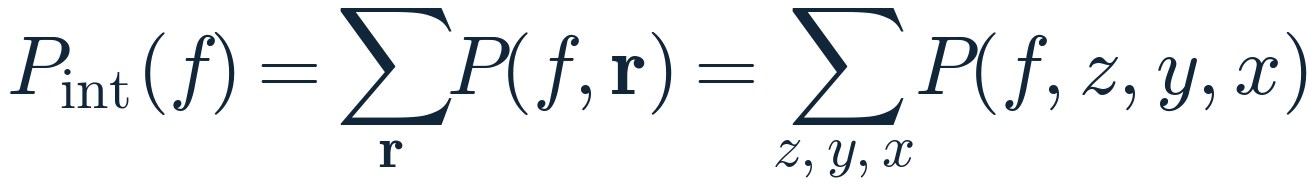 P_int(f) = ∑_r P(f, r) = ∑_{z, y, x} P(f, z, y, x)